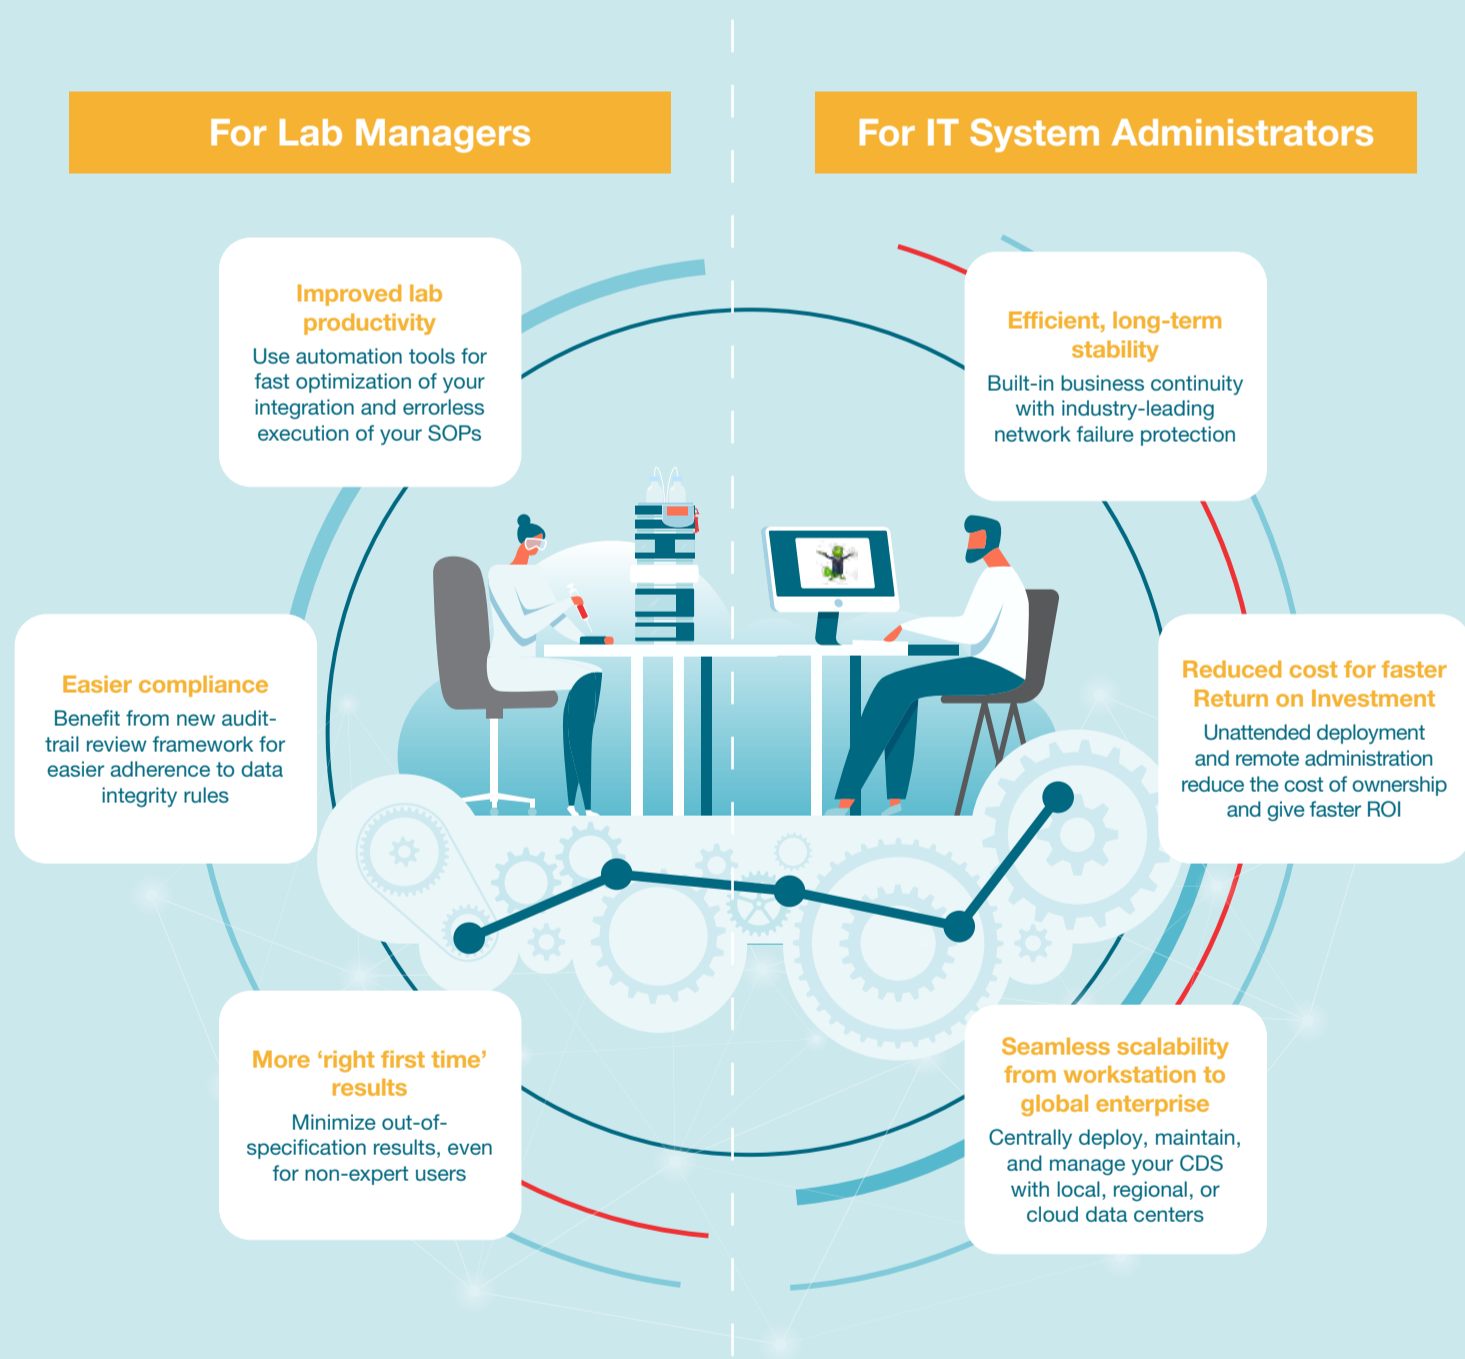 For Lab Managers
Improved lab
productivity
Use automation tools for
fast optimization of your
integration and errorless
execution of your SOPs
Easier compliance
Benefit from new audit-
trail review framework for
easier adherence to data
integrity rules
More ‘right first time’
results
Minimize out-of-
specification results, even
for non-expert users
For IT System Administrators
Efficient, long-term
stability
Built-in business continuity
with industry-leading
network failure protection
Reduced cost for faster
Return on Investment
Unattended deployment
and remote administration
reduce the cost of ownership
and give faster ROI
Seamless scalability
from workstation to
global enterprise
Centrally deploy, maintain,
and manage your CDS
with local, regional, or
cloud data centers